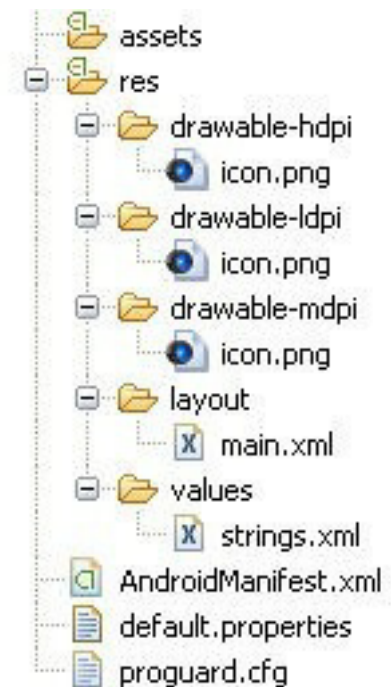 assets
res
drawable-hdpi
icon.png
drawable-ldpi
icon.png
drawable-mdpi
icon.png
layout
main.xml
values
strings.xml
AndroidManifest.xml
default.properties
proguard.cfg